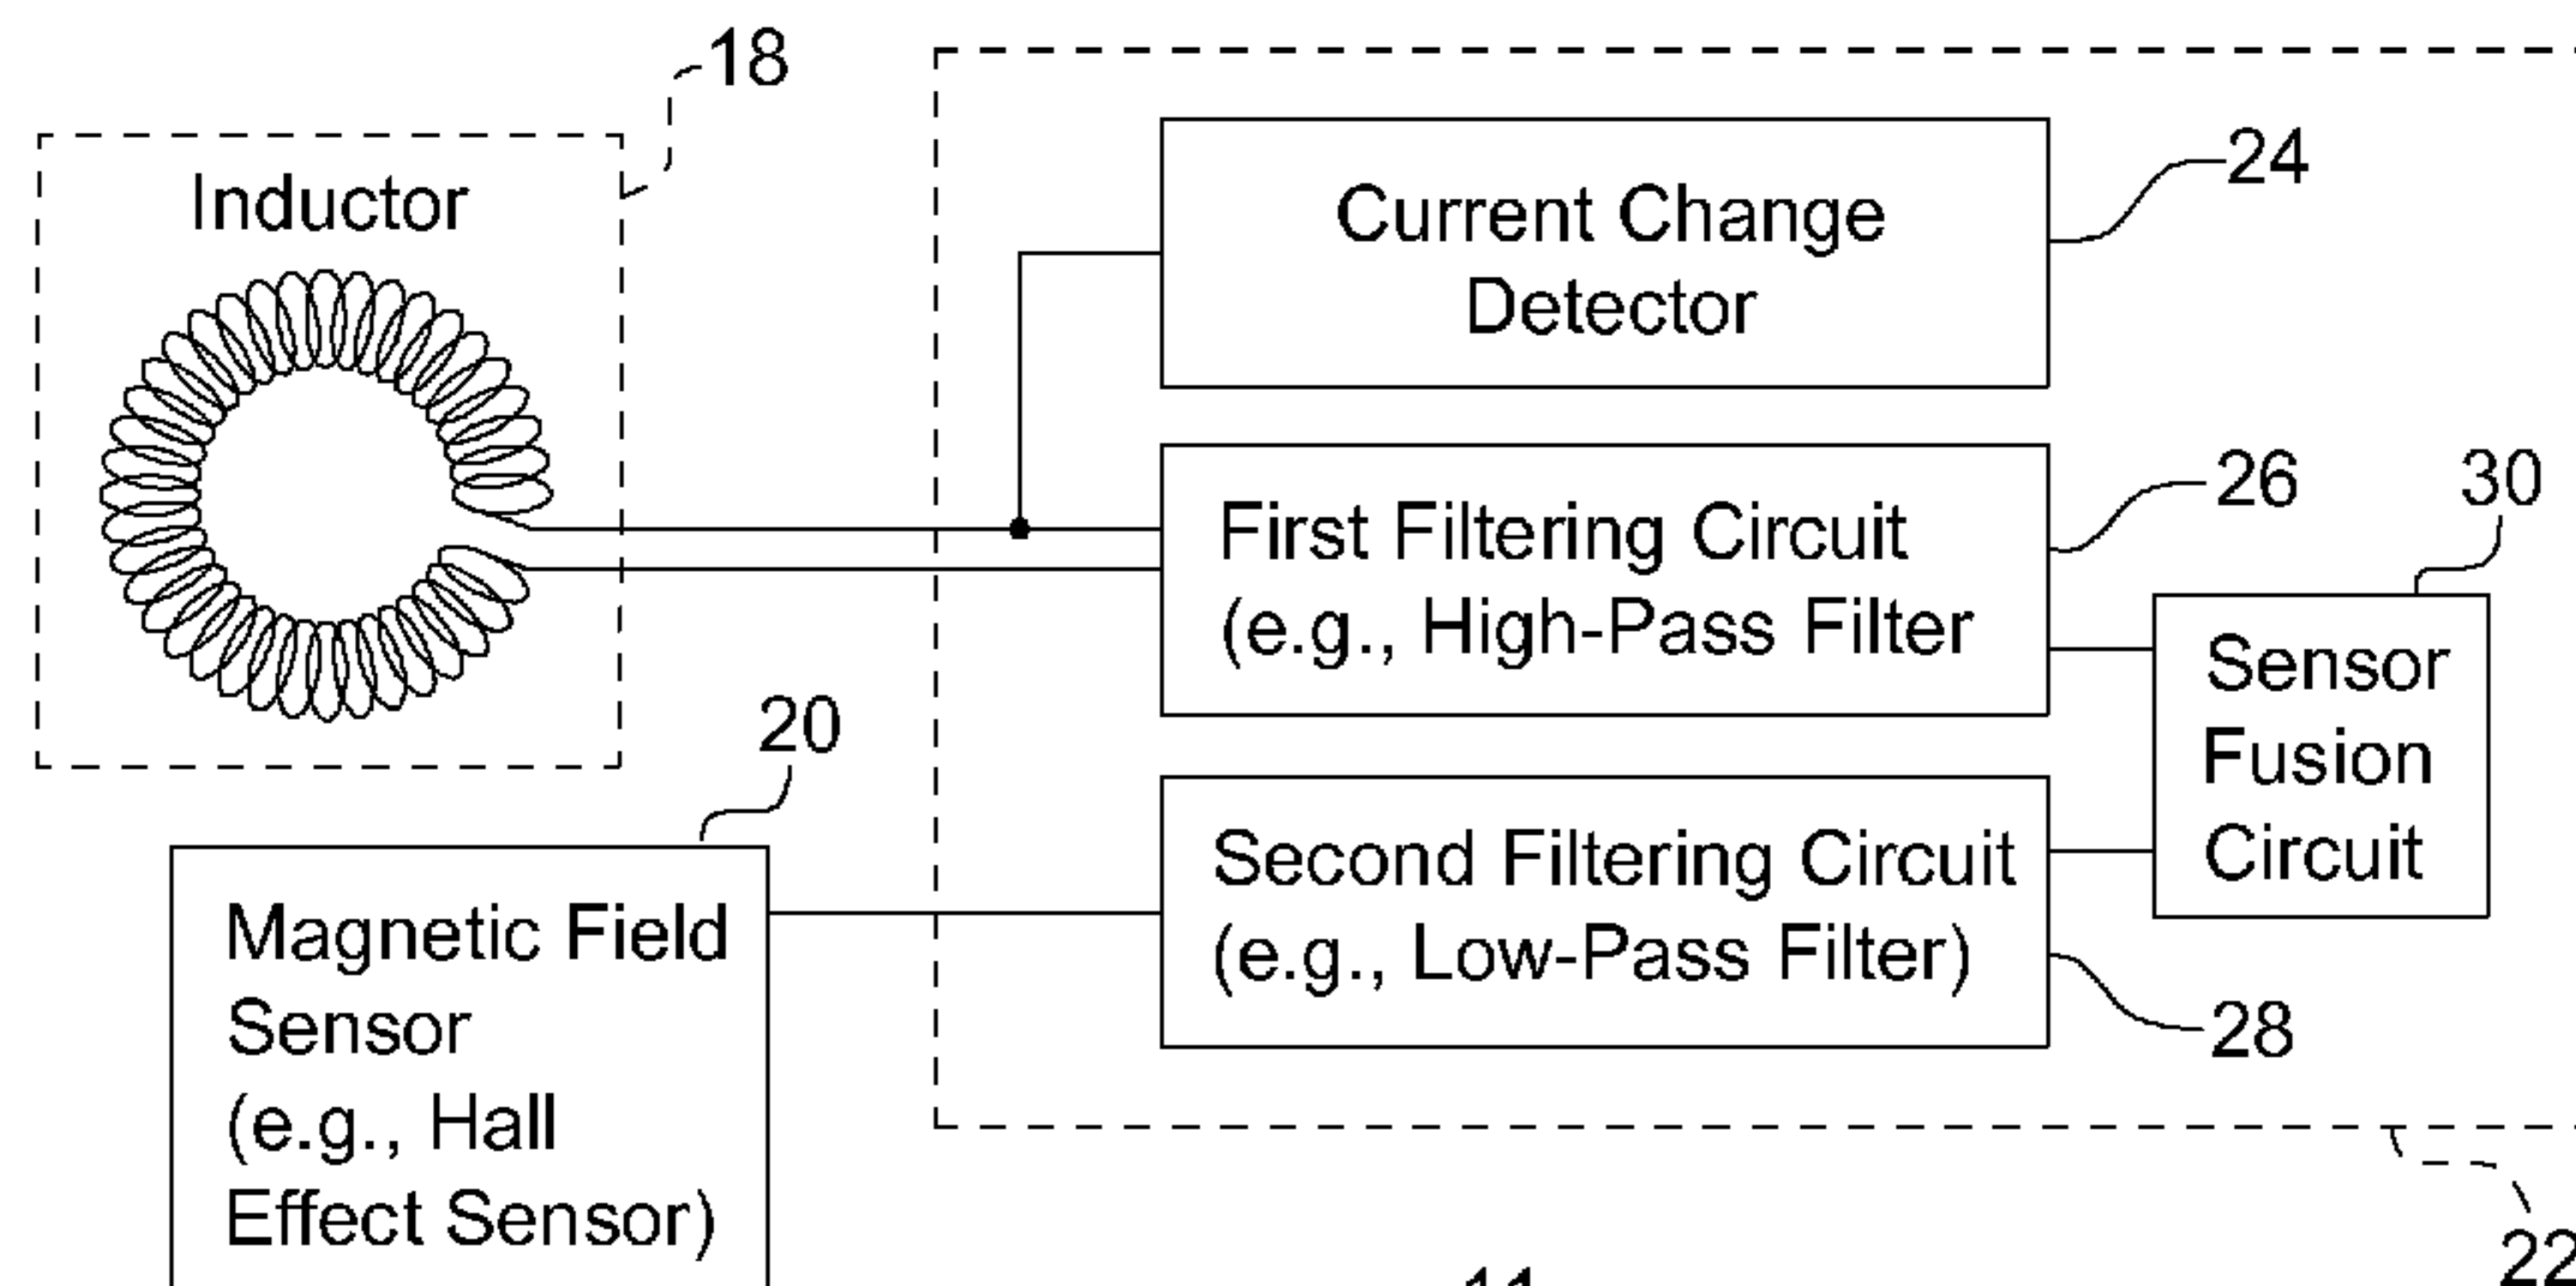 18
Inductor
Current Change
Detector
24
First Filtering Circuit
(e.g., High-Pass Filter
26
30
Sensor
Fusion
Circuit
20
Second Filtering Circuit
(e.g., Low-Pass Filter)
28
Magnetic Field
Sensor
(e.g., Hall
Effect Sensor)
22